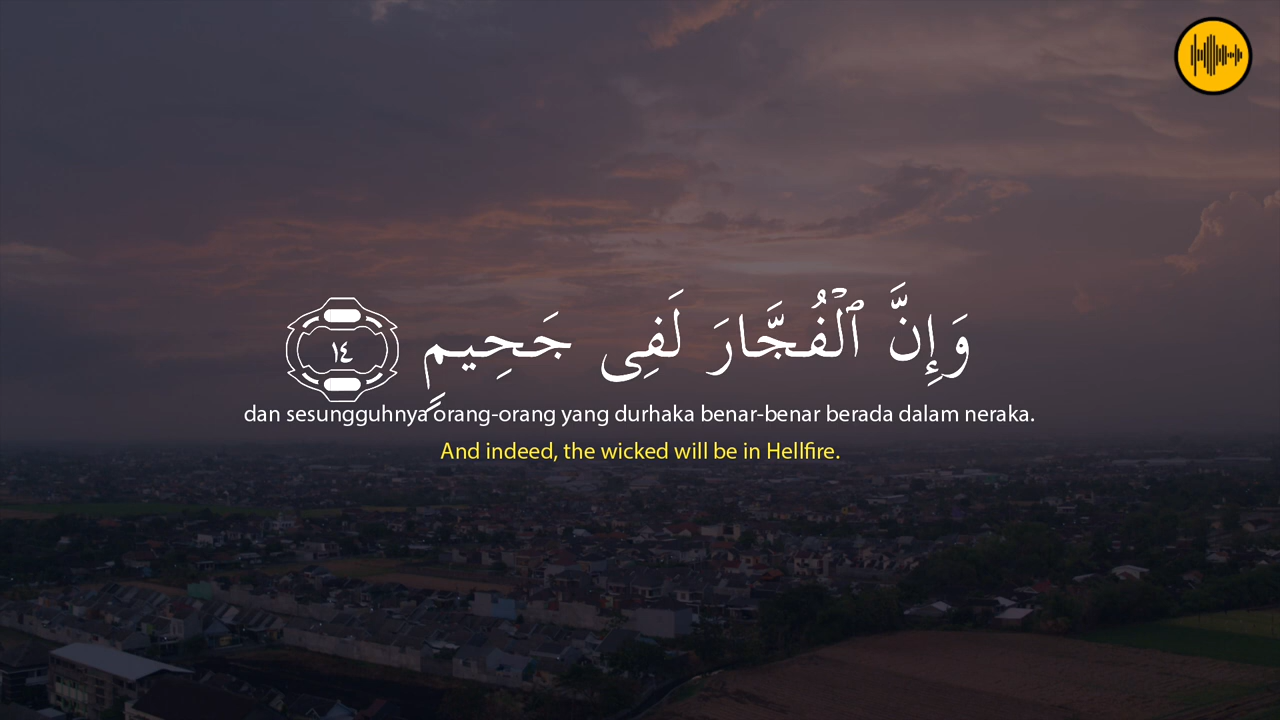 وَإِنَّ ٱلْفُجَّارَ لَفِى جَحِيمٍ ١٤
dan sesungguhnya orang-orang yang durhaka benar-benar berada dalam neraka.
And indeed, the wicked will be in Hellfire.